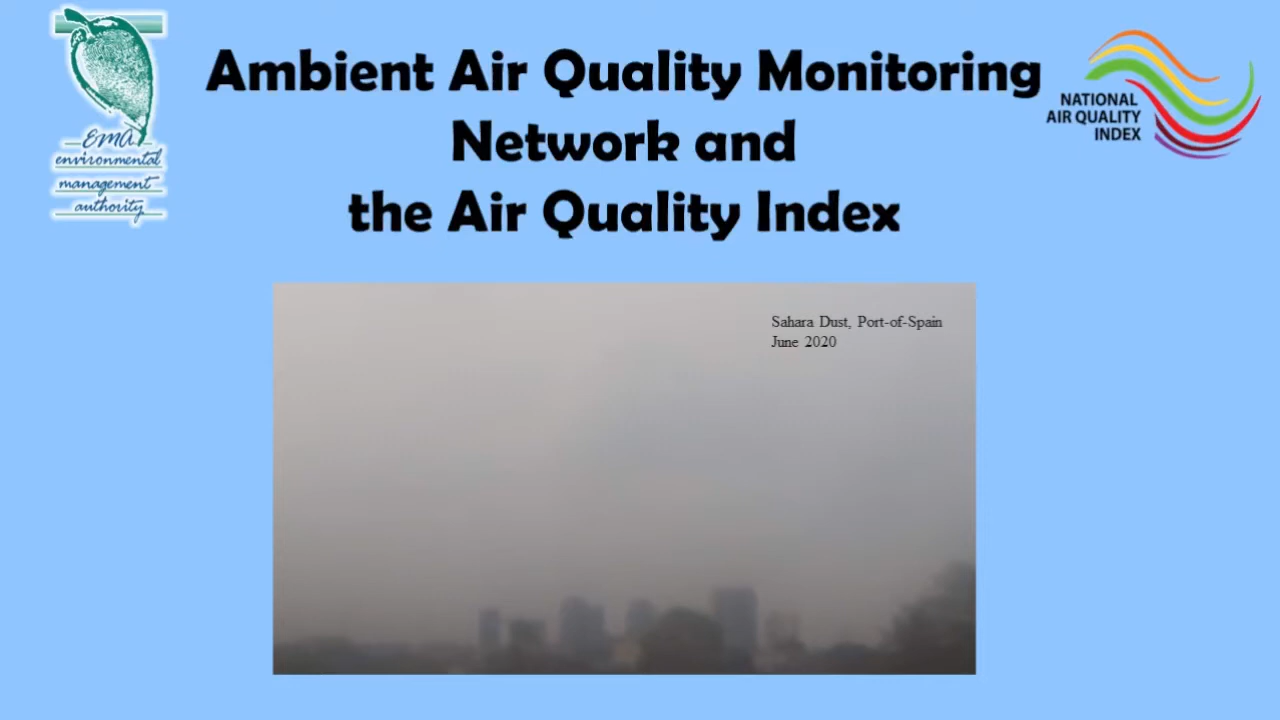 Ambient Air Quality Monitoring
Network and
the Air Quality Index
EMA
environmental
management
authority
NATIONAL
AIR QUALITY
INDEX
Sahara Dust, Port-of-Spain
June 2020